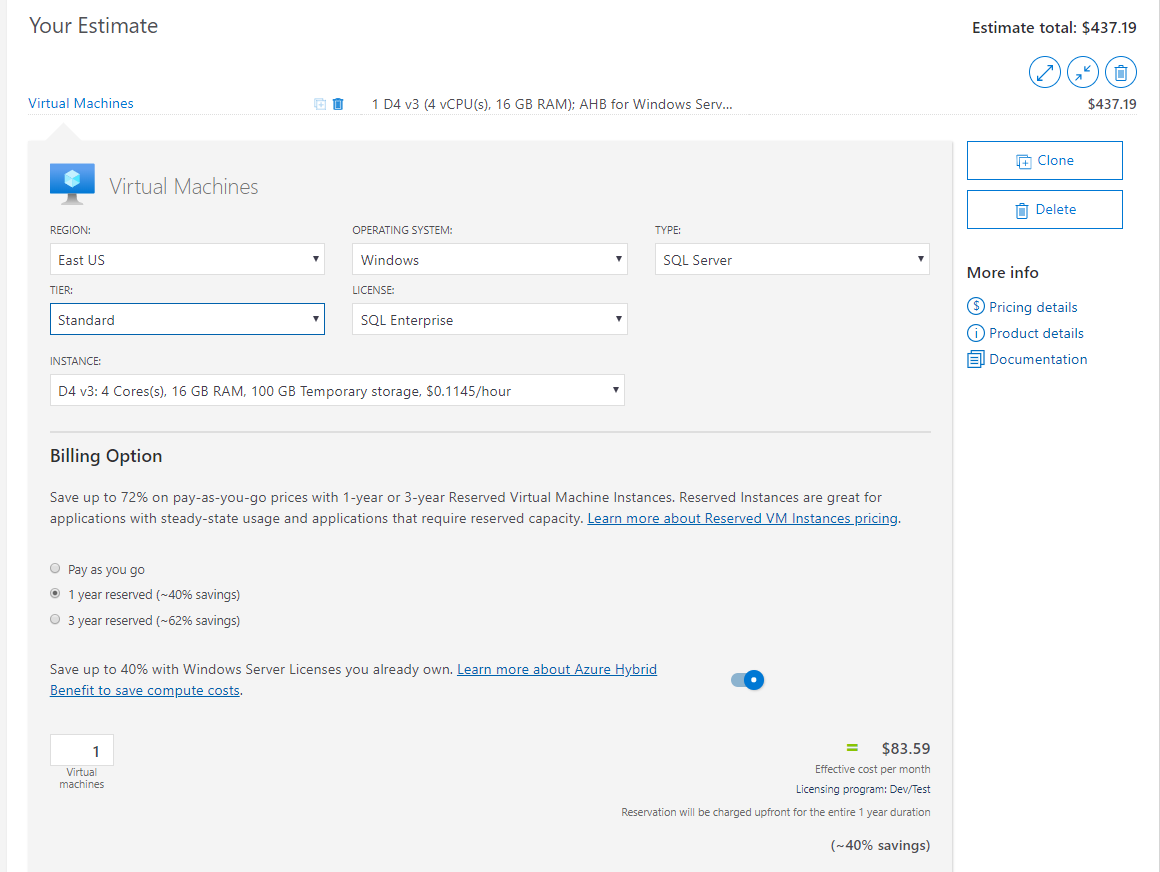 Your Estimate
Estimate total: $437.19
Virtual Machines
1 D4 v3 (4 vCPU(s), 16 GB RAM); AHB for Windows Serv...
$437.19
Virtual Machines
Clone
Delete
REGION:
OPERATING SYSTEM:
TYPE:
East US
Windows
SQL Server
TIER:
LICENSE:
Standard
SQL Enterprise
More info
Pricing details
Product details
Documentation
INSTANCE:
D4 v3: 4 Cores(s), 16 GB RAM, 100 GB Temporary storage, $0.1145/hour
Billing Option
Save up to 72% on pay-as-you-go prices with 1-year or 3-year Reserved Virtual Machine Instances. Reserved Instances are great for
applications with steady-state usage and applications that require reserved capacity. Learn more about Reserved VM Instances pricing.
Pay as you go
1 year reserved (~40% savings)
3 year reserved (~62% savings)
Save up to 40% with Windows Server Licenses you already own. Learn more about Azure Hybrid
Benefit to save compute costs.
1
Virtual
machines
= $83.59
Effective cost per month
Licensing program: Dev/Test
Reservation will be charged upfront for the entire 1 year duration
(~40% savings)